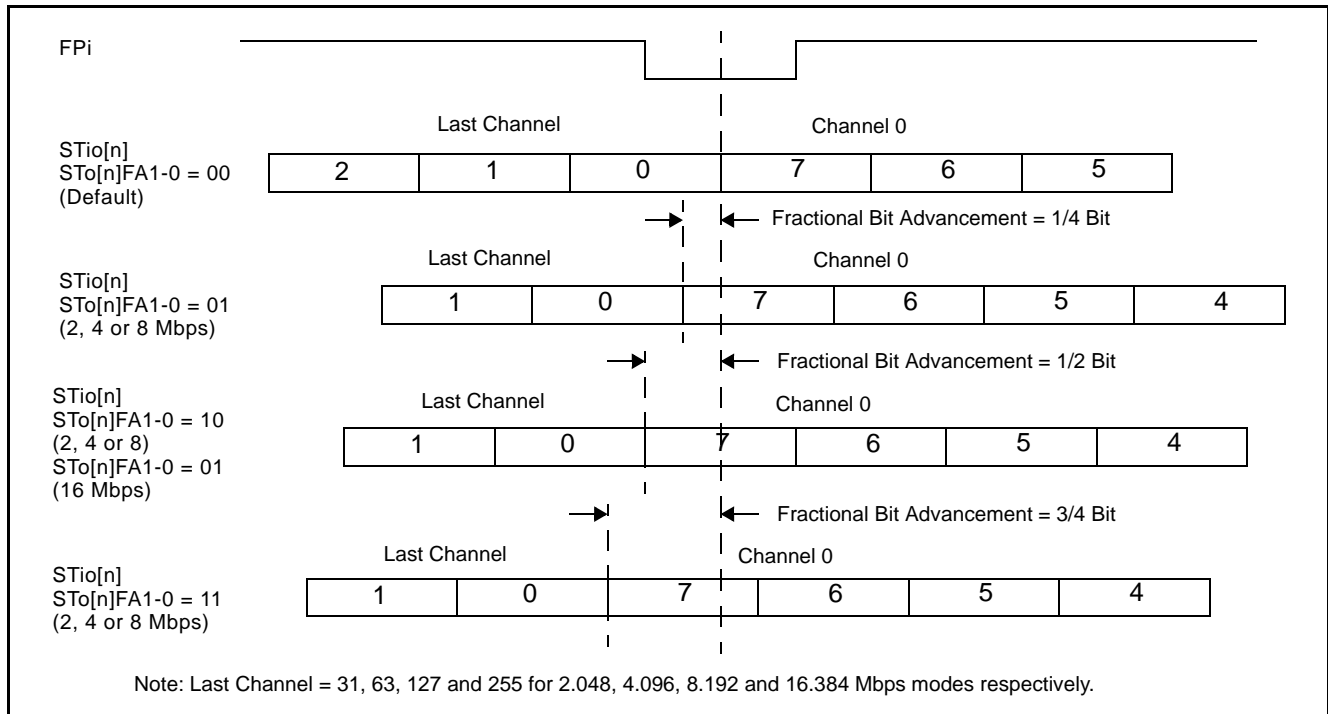 FPi
Last Channel Channel 0
STio[n]
STo[n]FA1-0 = 00
(Default)
2 1 0 7 6 5
Fractional Bit Advancement = 1/4 Bit
Last Channel Channel 0
STio[n]
STo[n]FA1-0 = 01
(2, 4 or 8 Mbps)
1 0 7 6 5 4
Fractional Bit Advancement = 1/2 Bit
Last Channel Channel 0
STio[n]
STo[n]FA1-0 = 10
(2, 4 or 8)
STo[n]FA1-0 = 01
(16 Mbps)
1 0 7 6 5 4
Fractional Bit Advancement = 3/4 Bit
Last Channel Channel 0
STio[n]
STo[n]FA1-0 = 11
(2, 4 or 8 Mbps)
1 0 7 6 5 4
Note: Last Channel = 31, 63, 127 and 255 for 2.048, 4.096, 8.192 and 16.384 Mbps modes respectively.